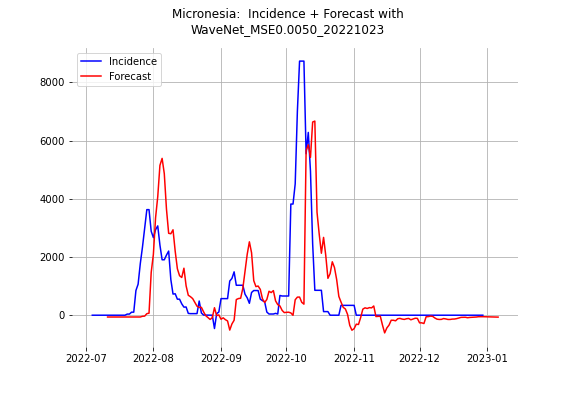 Micronesia:  Incidence + Forecast with
WaveNet_MSE0.0050_20221023
Incidence
Forecast
8000
6000
4000
2000
0
2022-07 2022-08 2022-09 2022-10 2022-11 2022-12 2023-01